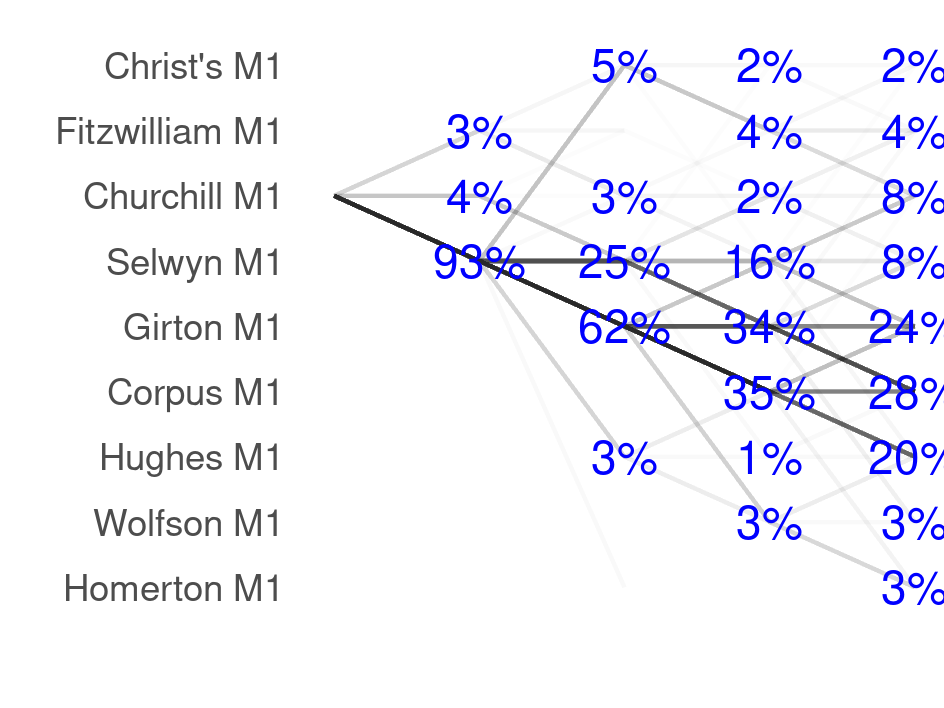 Christ's M1 5% 2% 2%
Fitzwilliam M1 3% 4% 4%
Churchill M1 4% 3% 2% 8%
Selwyn M1 93% 25% 16% 8%
Girton M1 62% 34% 24%
Corpus M1 35% 28%
Hughes M1 3% 1% 20%
Wolfson M1 3% 3%
Homerton M1 3%